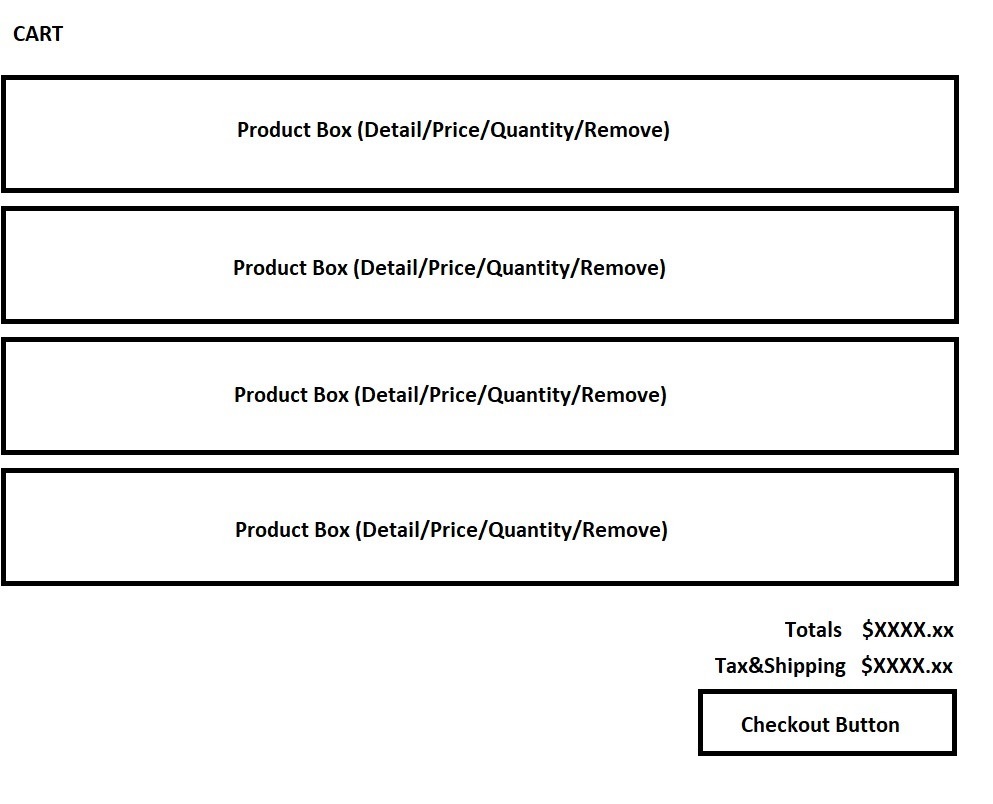 CART
Product Box (Detail/Price/Quantity/Remove)
Product Box (Detail/Price/Quantity/Remove)
Product Box (Detail/Price/Quantity/Remove)
Product Box (Detail/Price/Quantity/Remove)
Totals $XXXX.xx
Tax&Shipping $XXXX.xx
Checkout Button